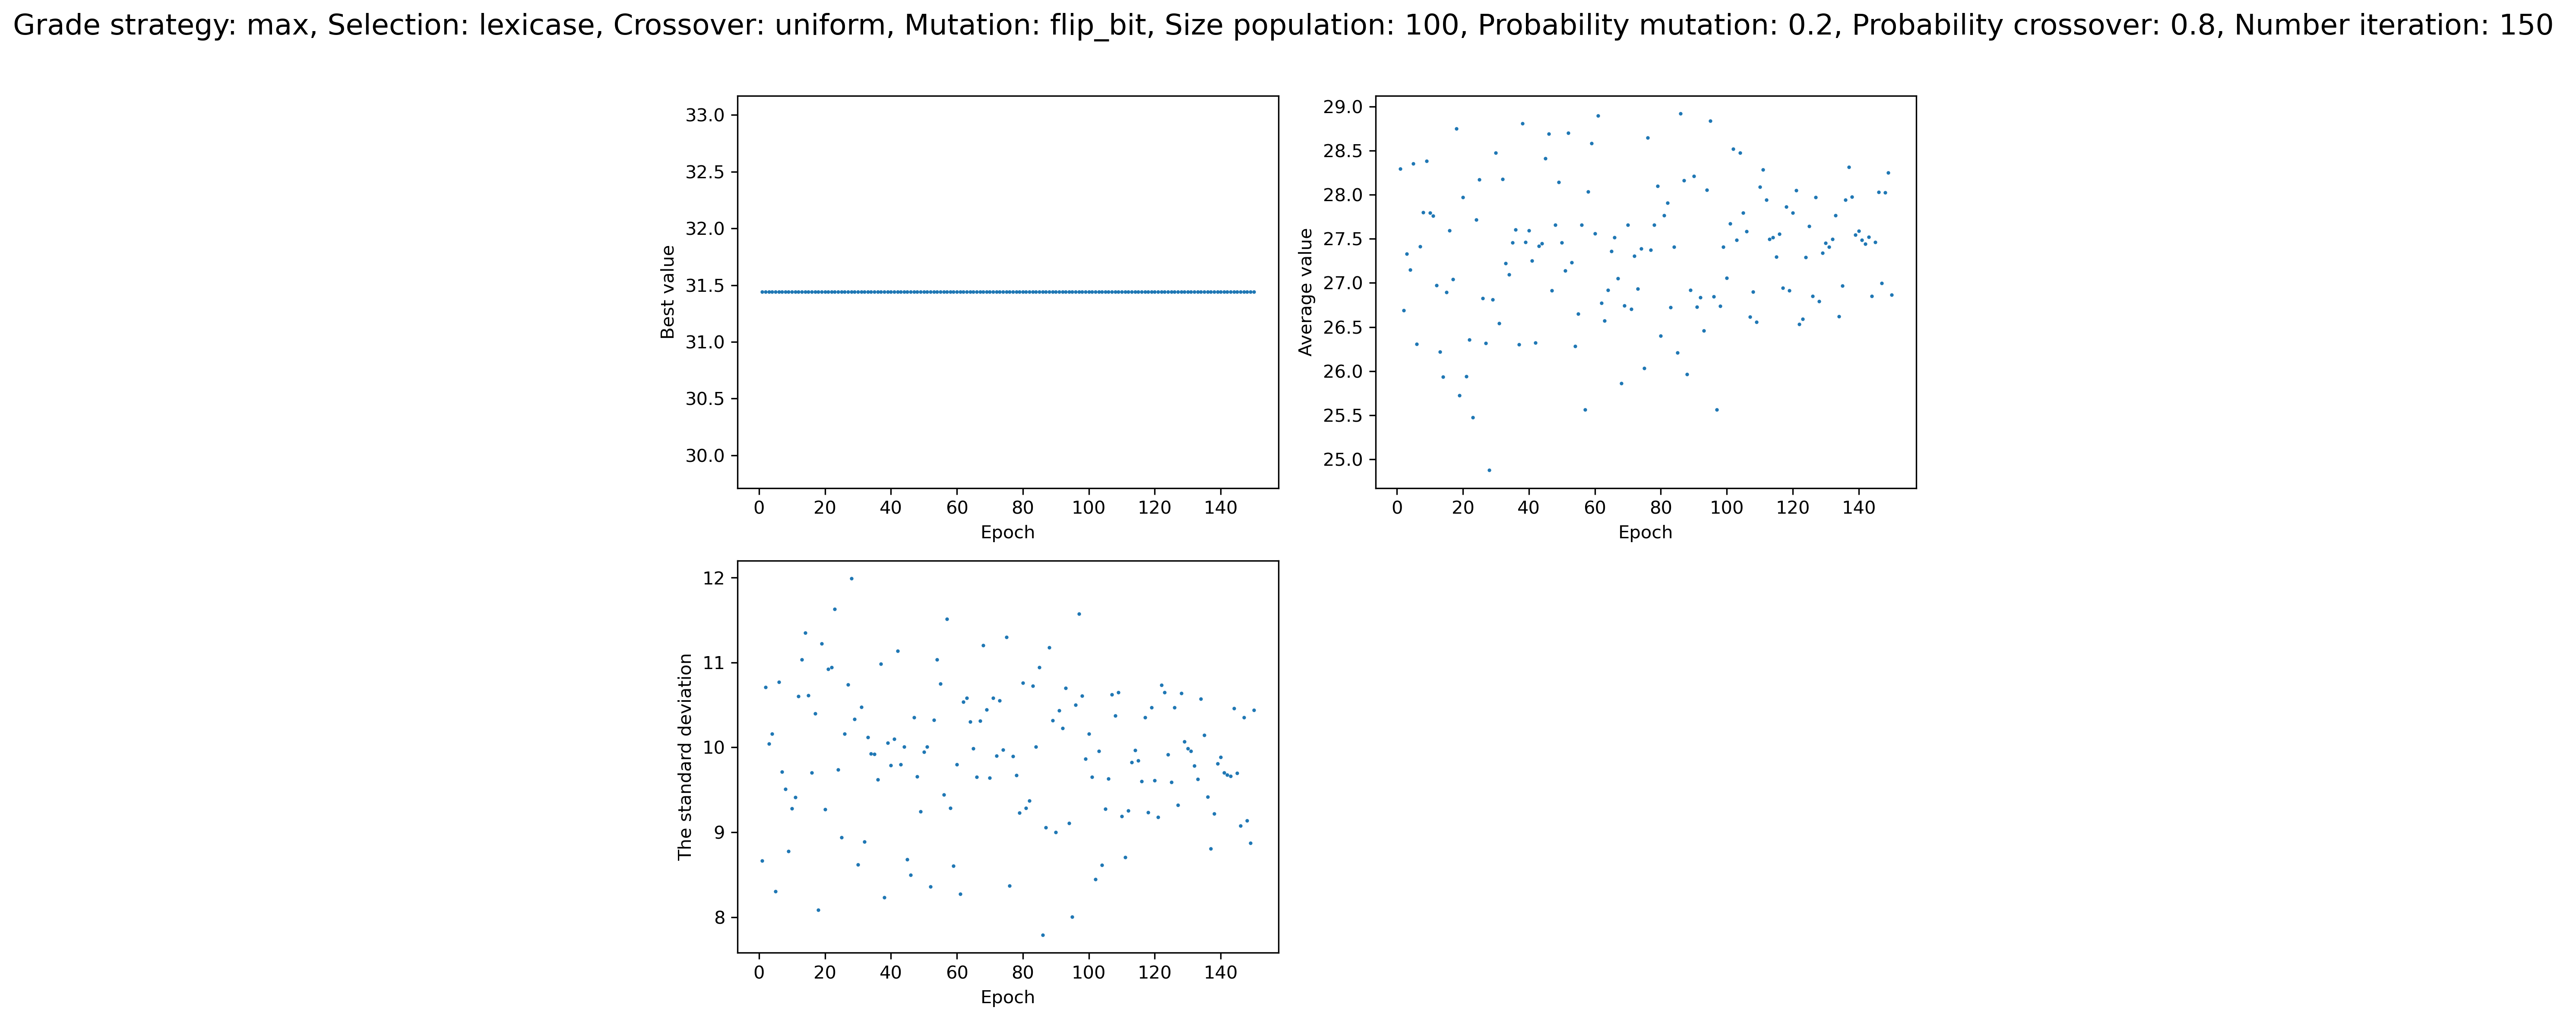 Grade strategy: max, Selection: lexicase, Crossover: uniform, Mutation: flip_bit, Size population: 100, Probability mutation: 0.2, Probability crossover: 0.8, Number iteration: 150
33.0
32.5
32.0
31.5
31.0
30.5
30.0
Best value
0 20 40 60 80 100 120 140
Epoch
29.0
28.5
28.0
27.5
27.0
26.5
26.0
25.5
25.0
Average value
0 20 40 60 80 100 120 140
Epoch
12
11
10
9
8
The standard deviation
0 20 40 60 80 100 120 140
Epoch